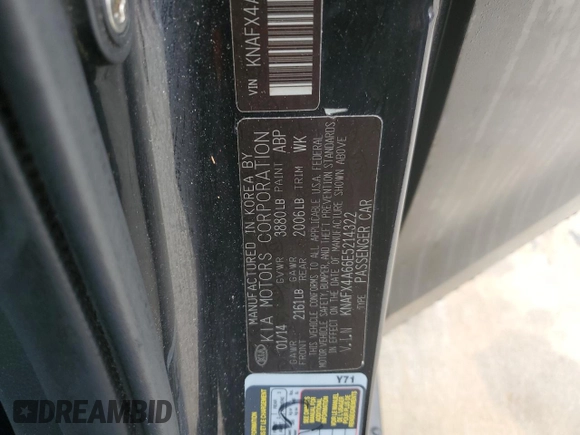 VIN KNAFX4A
MANUFACTURED IN KOREA BY
KIA MOTORS CORPORATION
01/14 GVWR 3880LB PAINT ABP
GAWR FRONT 2161LB GAWR REAR 2006LB TRIM WK
THIS VEHICLE CONFORMS TO ALL APPLICABLE U.S.A. FEDERAL
MOTOR VEHICLE SAFETY, BUMPER, AND THEFT PREVENTION STANDARDS
IN EFFECT ON THE DATE OF MANUFACTURE SHOWN ABOVE
V.I.N KNAFX4A66E5214322
TYPE PASSENGER CAR
KIA
Y71
DREAMBID